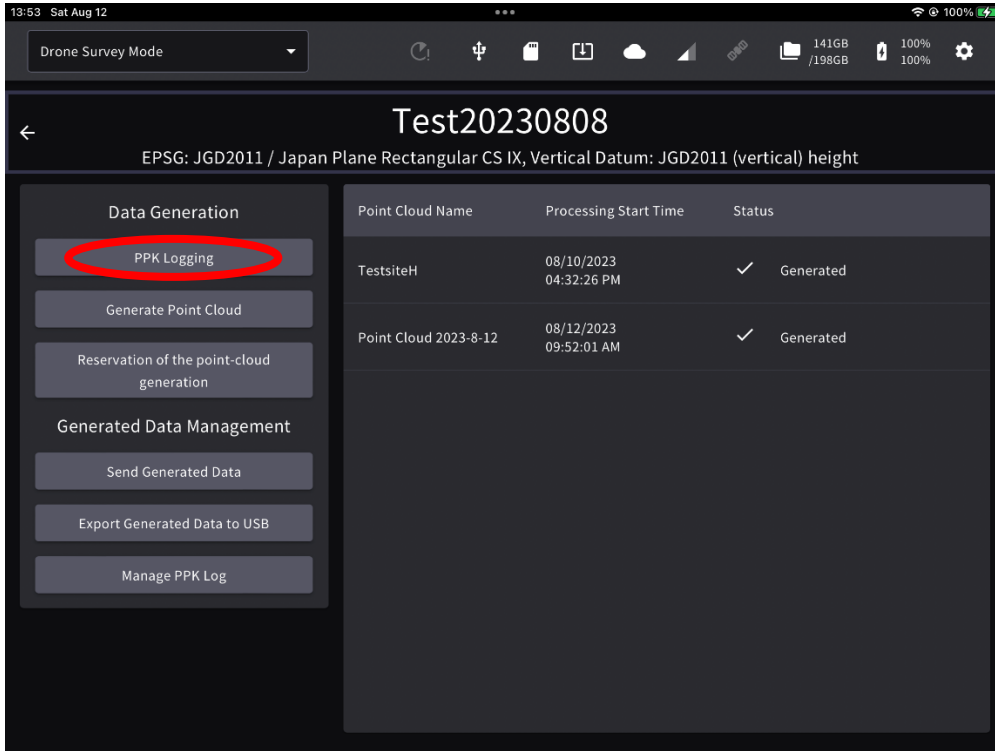 13:53 Sat Aug 12
100%
Drone Survey Mode
141GB
/198GB
100%
100%
Test20230808
EPSG: JGD2011 / Japan Plane Rectangular CS IX, Vertical Datum: JGD2011 (vertical) height
Data Generation
PPK Logging
Generate Point Cloud
Reservation of the point-cloud
generation
Generated Data Management
Send Generated Data
Export Generated Data to USB
Manage PPK Log
Point Cloud Name Processing Start Time Status
TestsiteH 08/10/2023
04:32:26 PM Generated
Point Cloud 2023-8-12 08/12/2023
09:52:01 AM Generated